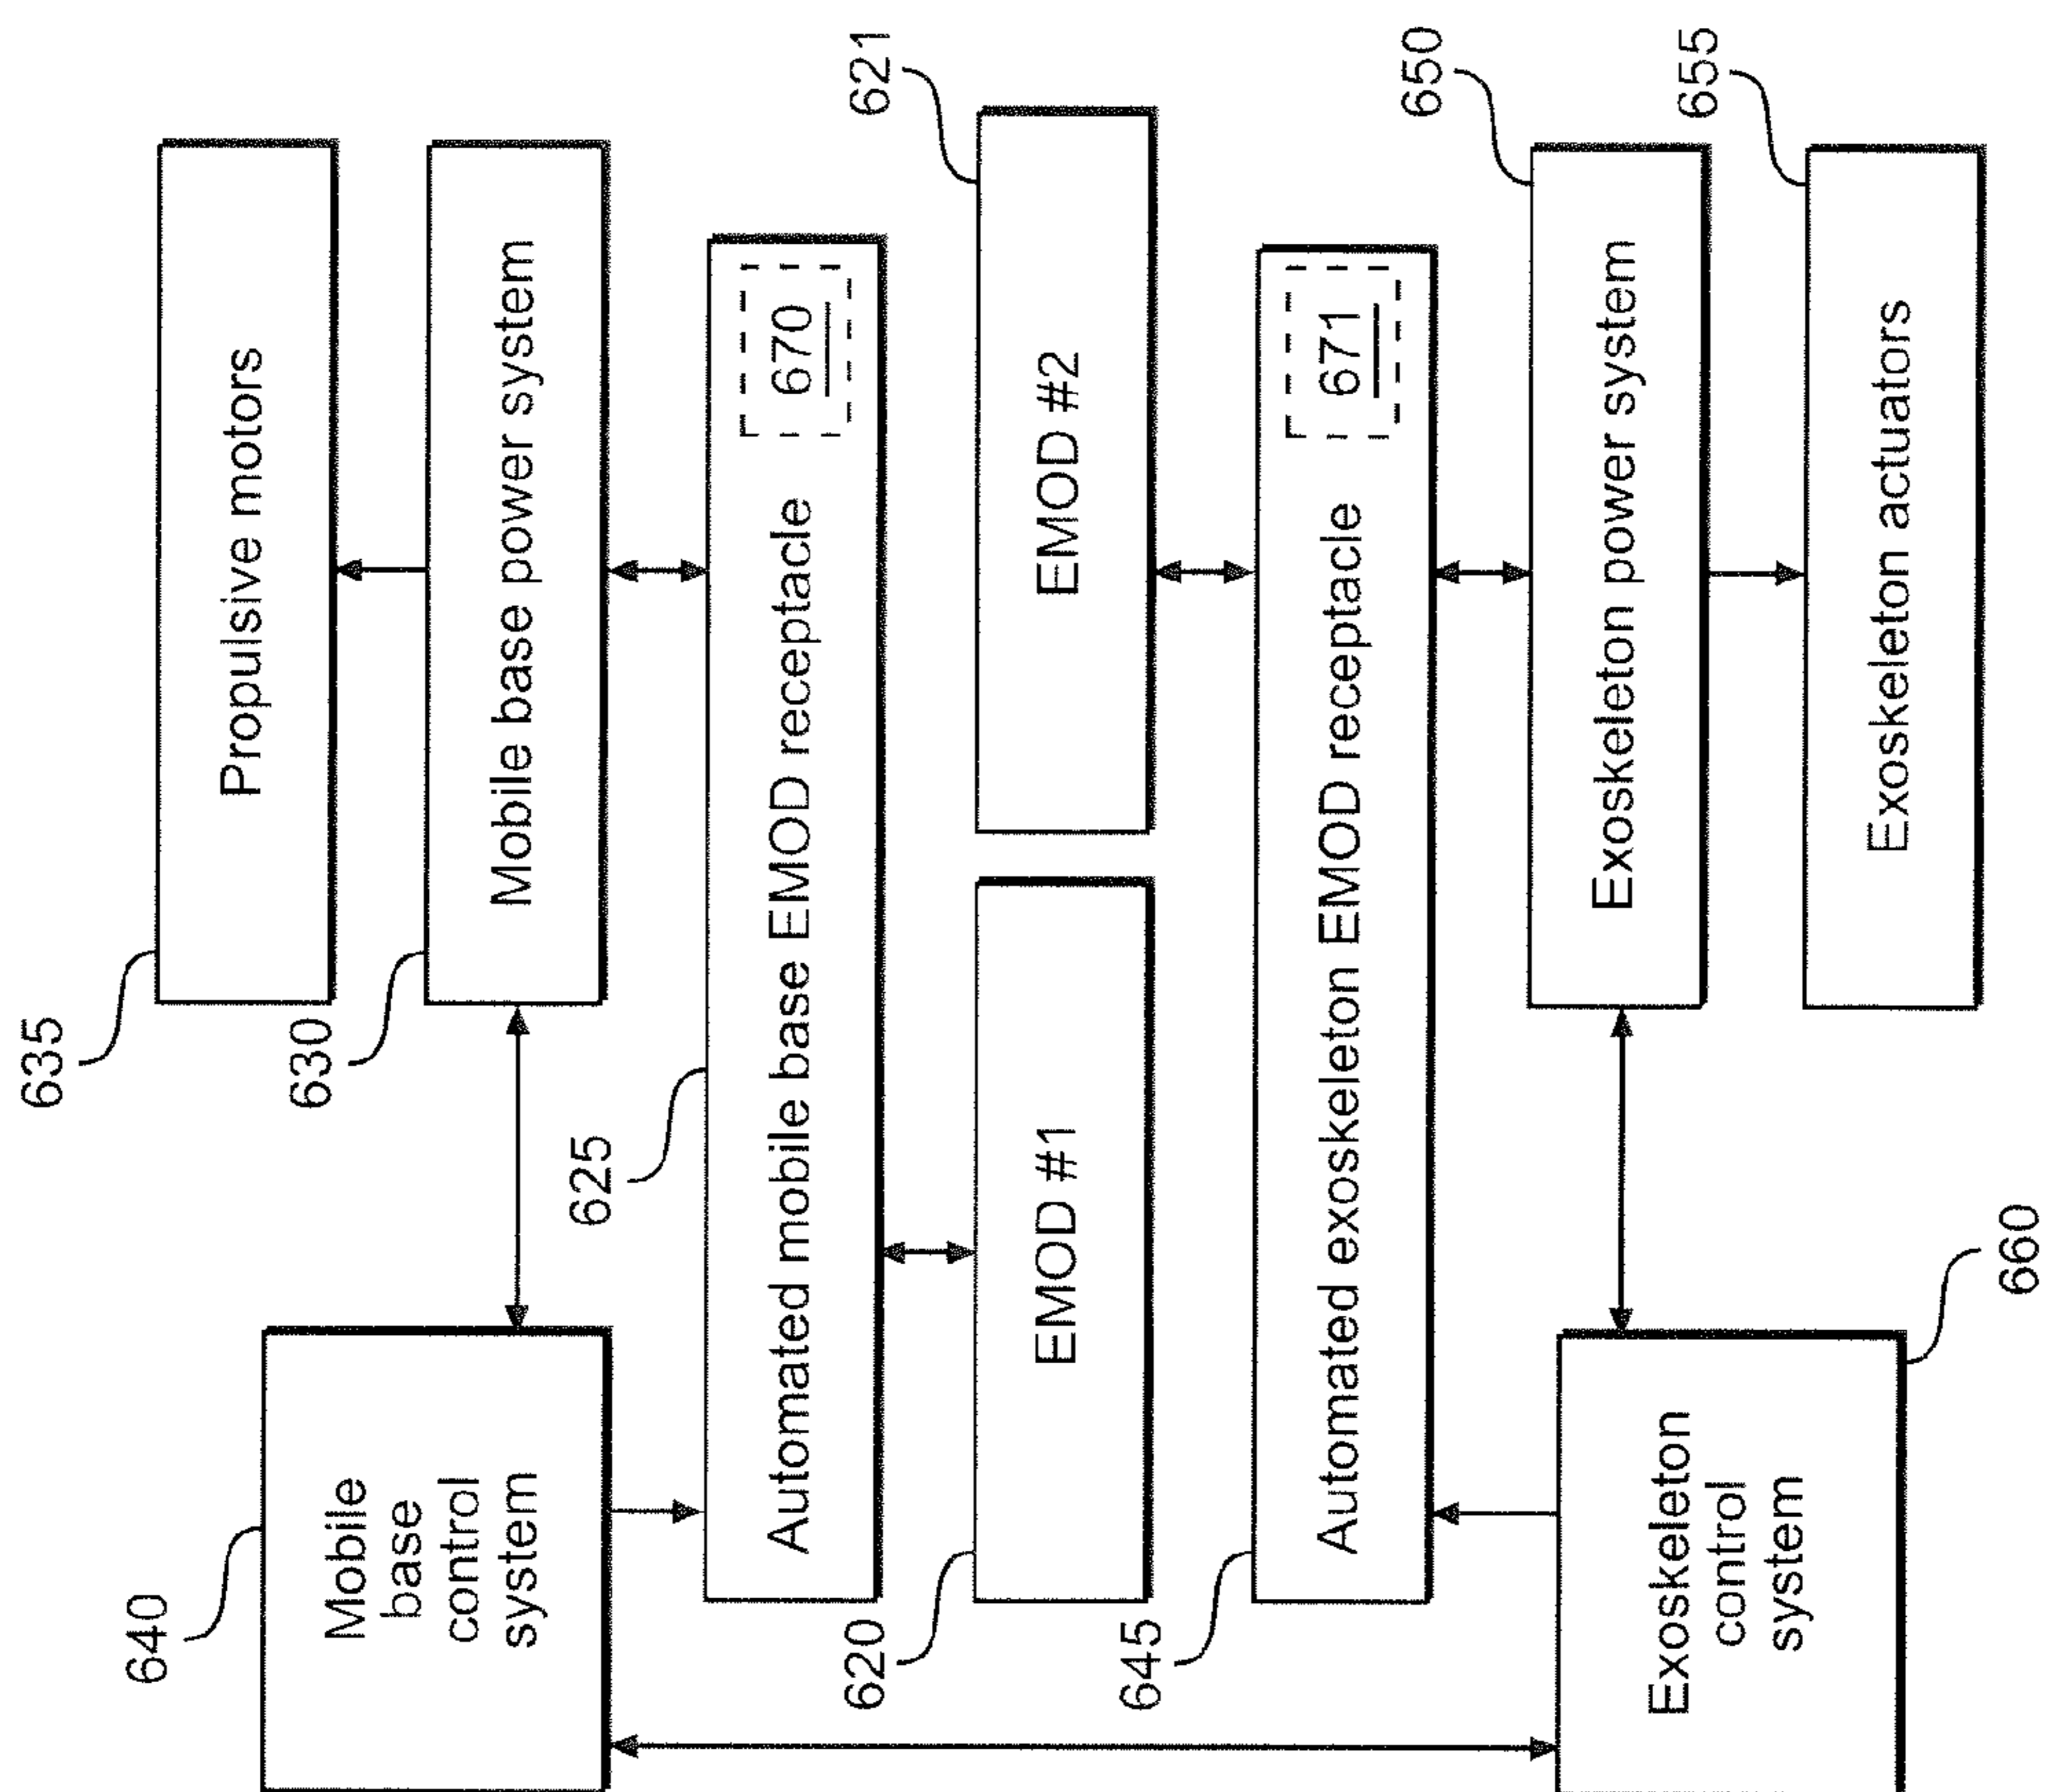 635
Propulsive motors
630
Mobile base power system
640
Mobile
base
control
system
625
Automated mobile base EMOD receptacle
670
620
EMOD #1
621
EMOD #2
645
Automated exoskeleton EMOD receptacle
671
650
Exoskeleton power system
660
Exoskeleton
control
system
655
Exoskeleton actuators